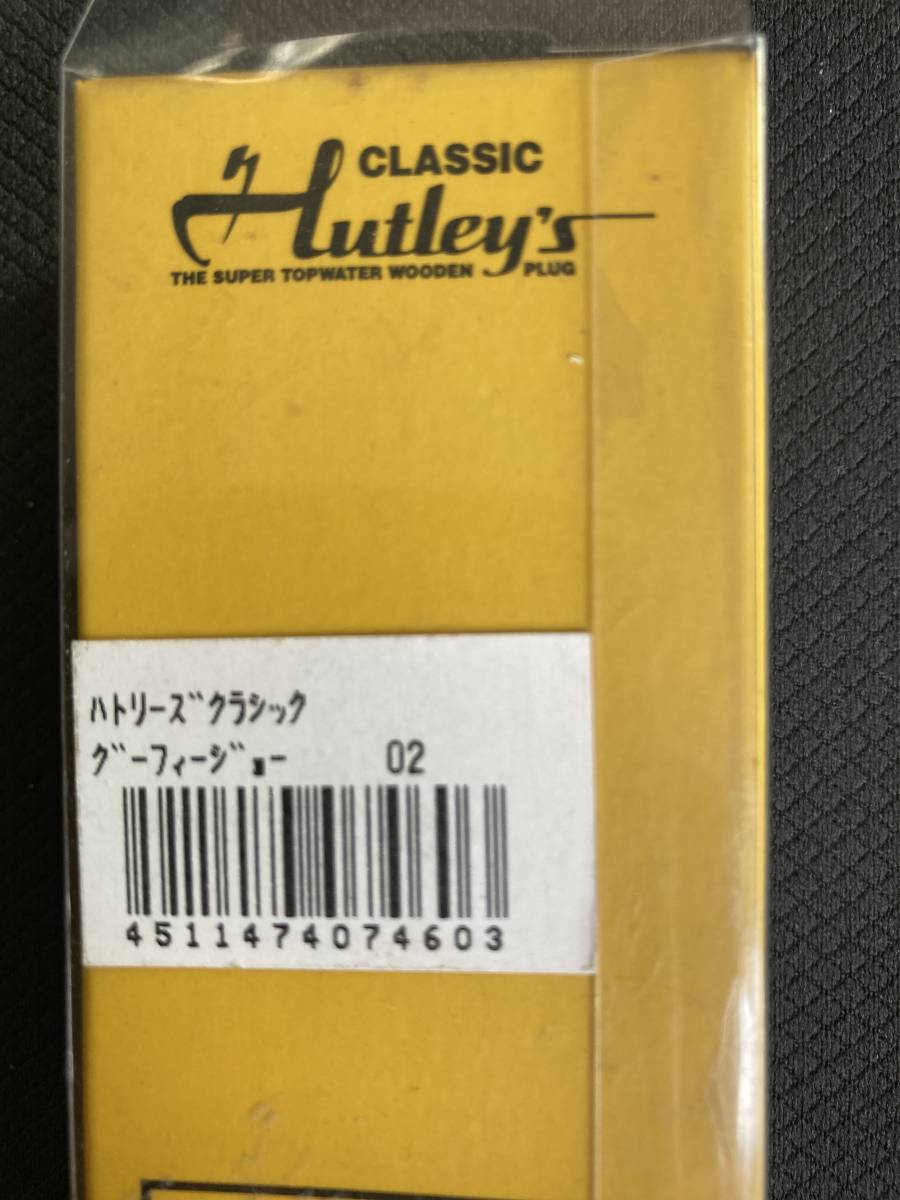 CLASSIC
Hutley's
THE SUPER TOPWATER WOODEN PLUG
ﾊﾄﾘｰｽﾞｸﾗｼｯｸ
ｸﾞｰﾌｨｰｼﾞｮｰ 02
4511474074603